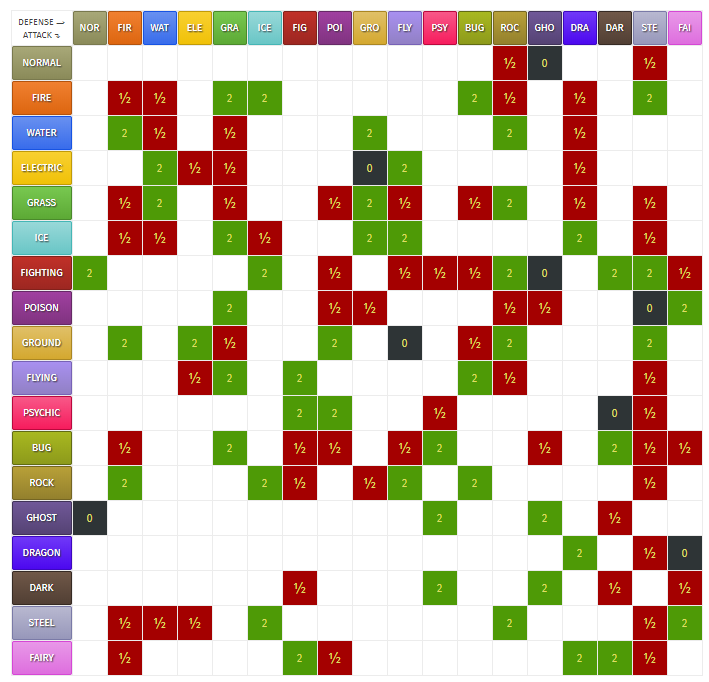 DEFENSE → NOR FIR WAT ELE GRA ICE FIG POI GRO FLY PSY BUG ROC GHO DRA DAR STE FAI
ATTACK ⤵
NORMAL ½ 0 ½
FIRE ½ ½ 2 2 2 ½ ½ 2
WATER 2 ½ ½ 2 2 ½
ELECTRIC 2 ½ ½ 0 2 ½
GRASS ½ 2 ½ ½ 2 ½ ½ 2 ½ ½
ICE ½ ½ 2 ½ 2 2 2 ½
FIGHTING 2 2 ½ ½ ½ ½ 2 0 2 2 ½
POISON 2 ½ ½ ½ ½ 0 2
GROUND 2 2 ½ 2 0 ½ 2 2
FLYING ½ 2 2 2 ½ ½
PSYCHIC 2 2 ½ 0 ½
BUG ½ 2 ½ ½ ½ 2 ½ 2 ½ ½
ROCK 2 2 ½ ½ 2 2 ½
GHOST 0 2 2 ½
DRAGON 2 ½ 0
DARK ½ 2 2 ½ ½
STEEL ½ ½ ½ 2 2 ½ 2
FAIRY ½ 2 ½ 2 2 ½